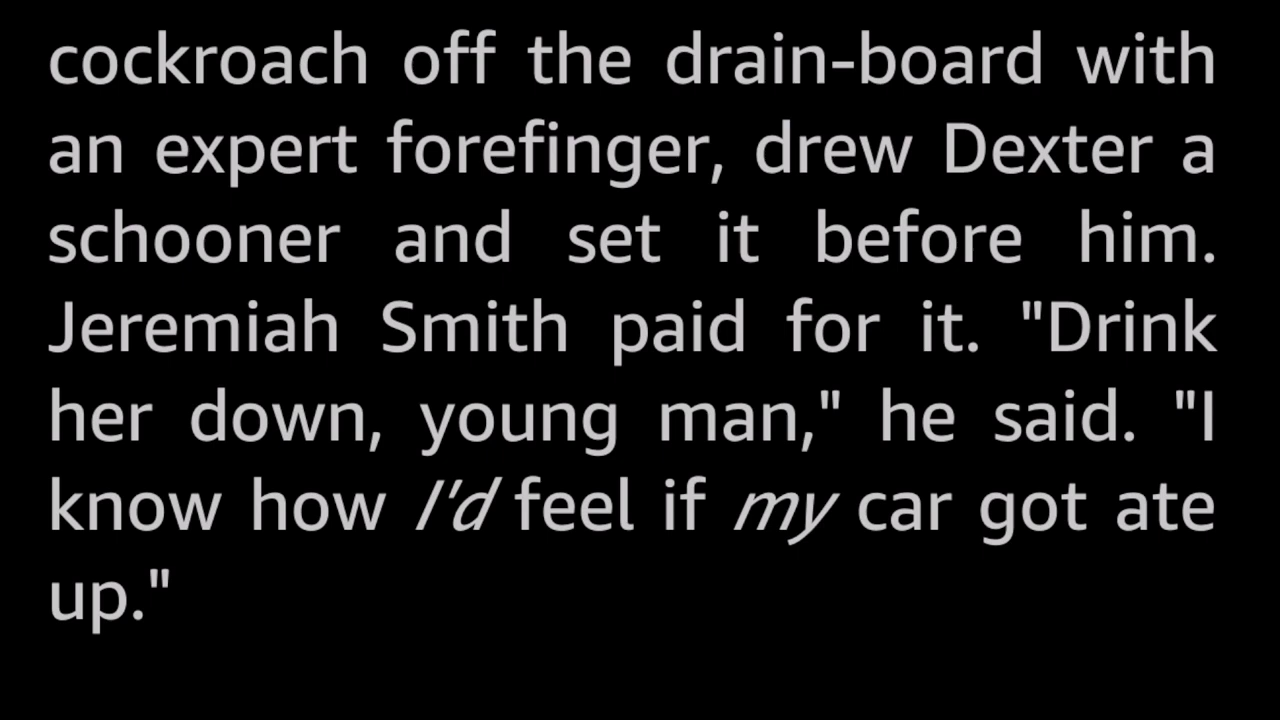 cockroach off the drain-board with
an expert forefinger, drew Dexter a
schooner and set it before him.
Jeremiah Smith paid for it. "Drink
her down, young man," he said. "I
know how I'd feel if my car got ate
up."